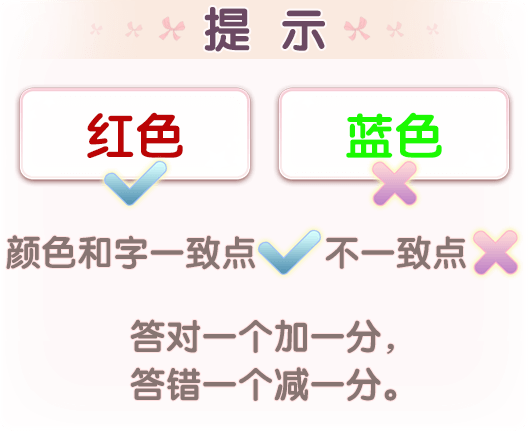 提 示
红色 蓝色
颜色和字一致点 不一致点
答对一个加一分，
答错一个减一分。